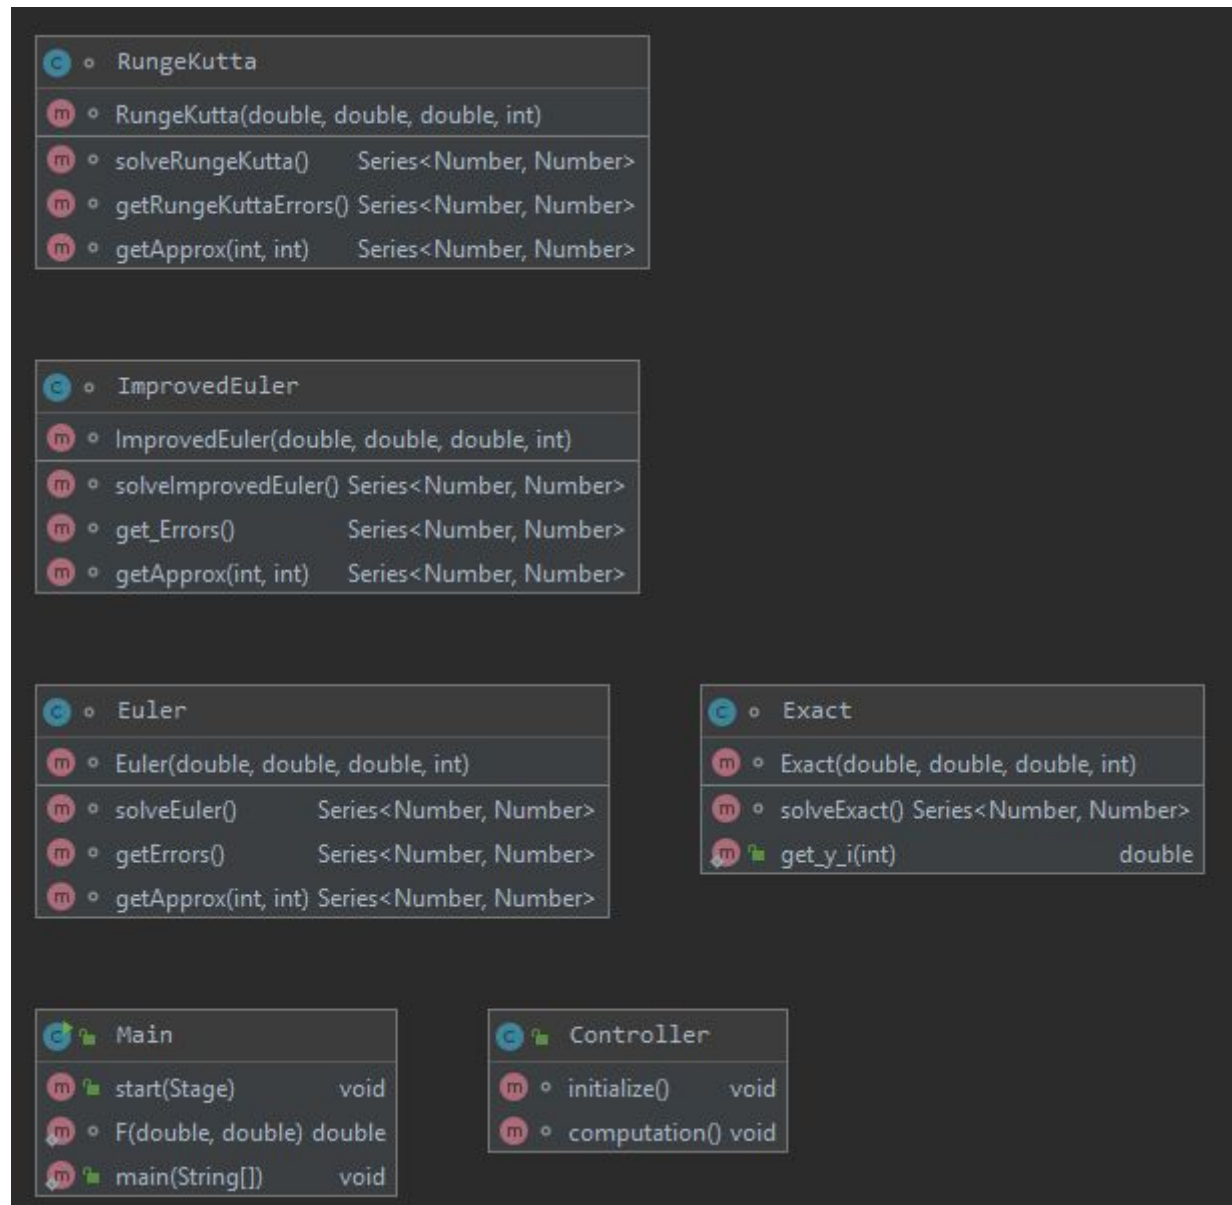 RungeKutta
RungeKutta(double, double, double, int)
solveRungeKutta() Series<Number, Number>
getRungeKuttaErrors() Series<Number, Number>
getApprox(int, int) Series<Number, Number>
ImprovedEuler
ImprovedEuler(double, double, double, int)
solveImprovedEuler() Series<Number, Number>
get_Errors() Series<Number, Number>
getApprox(int, int) Series<Number, Number>
Euler
Euler(double, double, double, int)
solveEuler() Series<Number, Number>
getErrors() Series<Number, Number>
getApprox(int, int) Series<Number, Number>
Exact
Exact(double, double, double, int)
solveExact() Series<Number, Number>
get_y_i(int) double
Main
start(Stage) void
F(double, double) double
main(String[]) void
Controller
initialize() void
computation() void